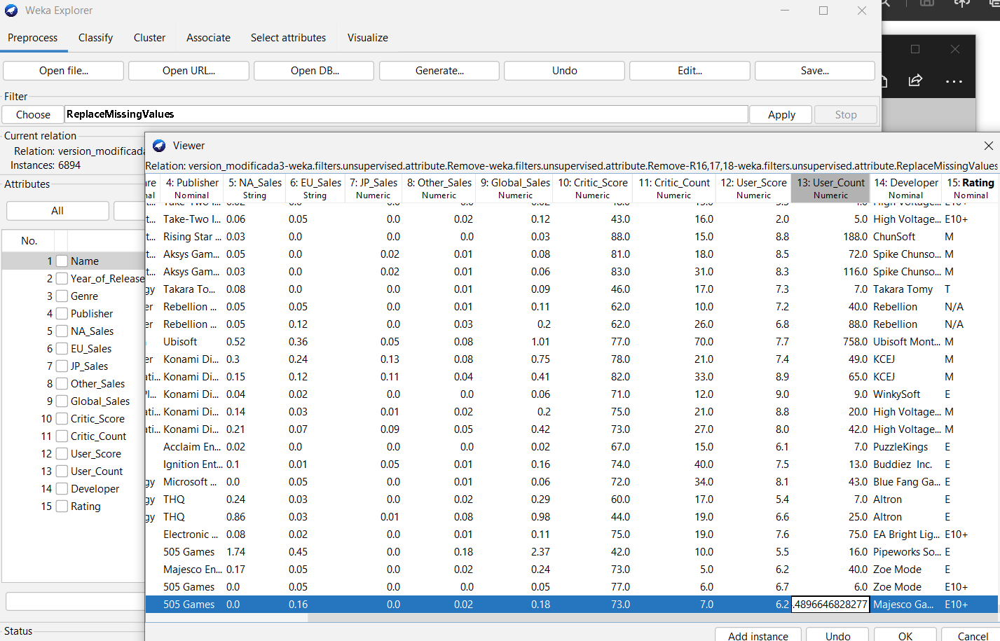 Weka Explorer
Preprocess Classify Cluster Associate Select attributes Visualize
Open file... Open URL... Open DB... Generate... Undo Edit... Save...
Filter
Choose ReplaceMissingValues Apply Stop
Current relation
Relation: version_modificada
Instances: 6894
Attributes
All
No.
1 Name
2 Year_of_Release
3 Genre
4 Publisher
5 NA_Sales
6 EU_Sales
7 JP_Sales
8 Other_Sales
9 Global_Sales
10 Critic_Score
11 Critic_Count
12 User_Score
13 User_Count
14 Developer
15 Rating
Status
Viewer
Relation: version_modificada3-weka.filters.unsupervised.attribute.Remove-weka.filters.unsupervised.attribute.Remove-R16,17,18-weka.filters.unsupervised.attribute.ReplaceMissingValues
re 4: Publisher 5: NA_Sales 6: EU_Sales 7: JP_Sales 8: Other_Sales 9: Global_Sales 10: Critic_Score 11: Critic_Count 12: User_Score 13: User_Count 14: Developer 15: Rating
nal Nominal String String Numeric Numeric Numeric Numeric Numeric Numeric Numeric Nominal Nominal
t... Take-Two I... 0.06 0.05 0.0 0.02 0.12 43.0 16.0 2.0 5.0 High Voltage... E10+
t... Rising Star ... 0.03 0.0 0.0 0.0 0.03 88.0 15.0 8.8 188.0 ChunSoft M
t... Aksys Gam... 0.05 0.0 0.02 0.01 0.08 81.0 18.0 8.5 72.0 Spike Chunso... M
t... Aksys Gam... 0.03 0.0 0.02 0.01 0.06 83.0 31.0 8.3 116.0 Spike Chunso... M
gy Takara To... 0.08 0.0 0.0 0.01 0.09 46.0 17.0 7.3 7.0 Takara Tomy T
er Rebellion ... 0.05 0.05 0.0 0.01 0.11 62.0 10.0 7.2 40.0 Rebellion N/A
er Rebellion ... 0.05 0.12 0.0 0.03 0.2 62.0 26.0 6.8 88.0 Rebellion N/A
Ubisoft 0.52 0.36 0.05 0.08 1.01 77.0 70.0 7.7 758.0 Ubisoft Mont... M
er Konami Di... 0.3 0.24 0.13 0.08 0.75 78.0 21.0 7.4 49.0 KCEJ M
ati... Konami Di... 0.15 0.12 0.11 0.04 0.41 82.0 33.0 8.9 65.0 KCEJ M
Pl... Konami Di... 0.04 0.02 0.0 0.0 0.06 71.0 12.0 9.0 9.0 WinkySoft E
ati... Konami Di... 0.14 0.03 0.01 0.02 0.2 75.0 21.0 8.8 20.0 High Voltage... M
ati... Konami Di... 0.21 0.07 0.09 0.05 0.42 73.0 27.0 8.0 42.0 High Voltage... M
Acclaim En... 0.02 0.0 0.0 0.0 0.02 67.0 15.0 6.1 7.0 PuzzleKings E
Ignition Ent... 0.1 0.01 0.05 0.01 0.16 74.0 40.0 7.5 13.0 Buddiez Inc. E
gy Microsoft ... 0.0 0.05 0.0 0.01 0.06 72.0 34.0 8.1 43.0 Blue Fang Ga... E
gy THQ 0.24 0.03 0.0 0.02 0.29 60.0 17.0 5.4 7.0 Altron E
gy THQ 0.86 0.03 0.01 0.08 0.98 44.0 19.0 6.6 25.0 Altron E
Electronic ... 0.08 0.02 0.0 0.01 0.11 75.0 19.0 7.6 75.0 EA Bright Lig... E10+
505 Games 1.74 0.45 0.0 0.18 2.37 42.0 10.0 5.5 16.0 Pipeworks So... E
Majesco En... 0.17 0.05 0.0 0.02 0.24 73.0 5.0 6.2 40.0 Zoe Mode E
505 Games 0.0 0.05 0.0 0.0 0.05 77.0 6.0 6.7 6.0 Zoe Mode E10+
505 Games 0.0 0.16 0.0 0.02 0.18 73.0 7.0 6.2 .4896646828277 Majesco Ga... E10+
Add instance Undo OK Cancel